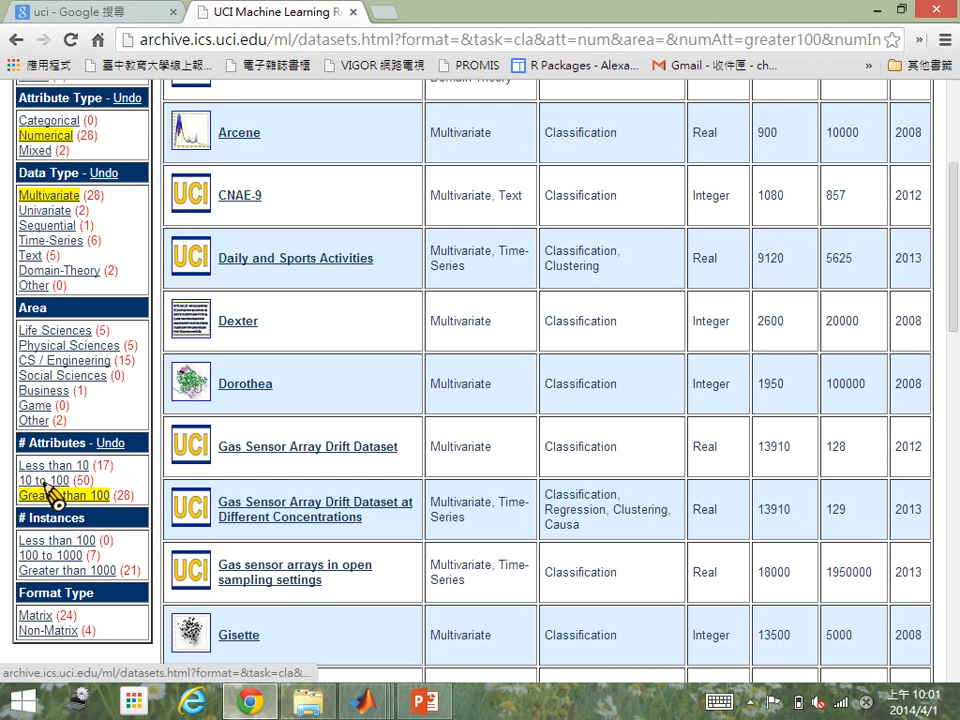 uci - Google 搜尋
UCI Machine Learning R
archive.ics.uci.edu/ml/datasets.html?format=&task=cla&att=num&area=&numAtt=greater100&numIn
應用程式
臺中教育大學線上報...
電子雜誌書櫃
VIGOR 網路電視
PROMIS
R Packages - Alexa...
Gmail - 收件匣 - ch...
»
其他書籤
Attribute Type - Undo
Categorical (0)
Numerical (28)
Mixed (2)
Data Type - Undo
Multivariate (28)
Univariate (2)
Sequential (1)
Time-Series (6)
Text (5)
Domain-Theory (2)
Other (0)
Area
Life Sciences (5)
Physical Sciences (5)
CS / Engineering (15)
Social Sciences (0)
Business (1)
Game (0)
Other (2)
# Attributes - Undo
Less than 10 (17)
10 to 100 (50)
Greater than 100 (28)
# Instances
Less than 100 (0)
100 to 1000 (7)
Greater than 1000 (21)
Format Type
Matrix (24)
Non-Matrix (4)
Domain-Theory
Arcene Multivariate Classification Real 900 10000 2008
UCI CNAE-9 Multivariate, Text Classification Integer 1080 857 2012
UCI Daily and Sports Activities Multivariate, Time-
Series Classification,
Clustering Real 9120 5625 2013
Dexter Multivariate Classification Integer 2600 20000 2008
Dorothea Multivariate Classification Integer 1950 100000 2008
UCI Gas Sensor Array Drift Dataset Multivariate Classification Real 13910 128 2012
UCI Gas Sensor Array Drift Dataset at
Different Concentrations Multivariate, Time-
Series Classification,
Regression, Clustering,
Causa Real 13910 129 2013
UCI Gas sensor arrays in open
sampling settings Multivariate, Time-
Series Classification Real 18000 1950000 2013
Gisette Multivariate Classification Integer 13500 5000 2008
archive.ics.uci.edu/ml/datasets.html?format=&task=cla&...
上午 10:01
2014/4/1